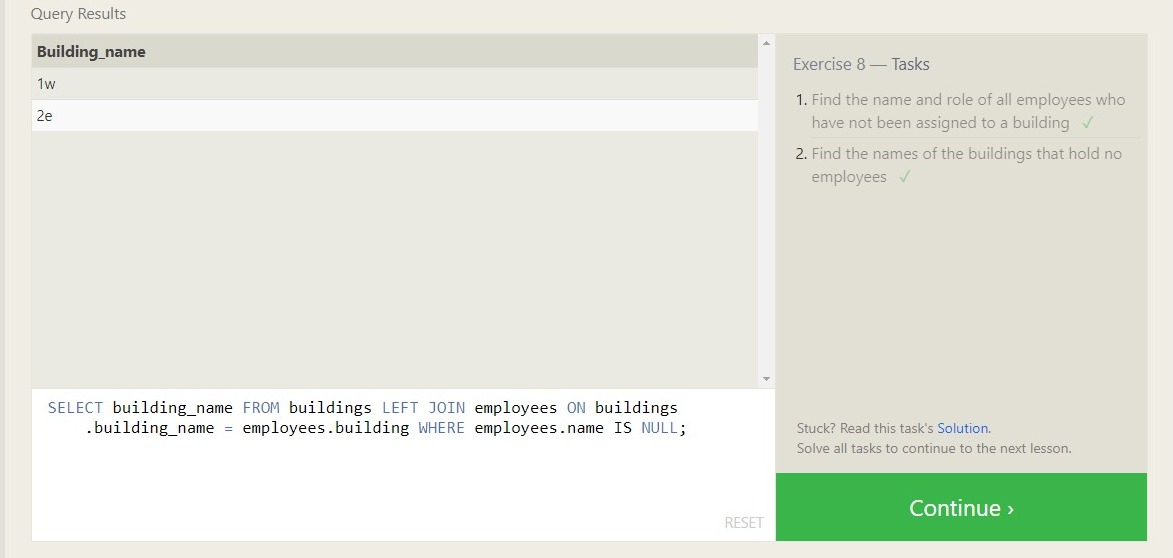 Query Results
Building_name
1w
2e
SELECT building_name FROM buildings LEFT JOIN employees ON buildings
.building_name = employees.building WHERE employees.name IS NULL;
RESET
Exercise 8 — Tasks
1. Find the name and role of all employees who
have not been assigned to a building ✓
2. Find the names of the buildings that hold no
employees ✓
Stuck? Read this task's Solution.
Solve all tasks to continue to the next lesson.
Continue ›